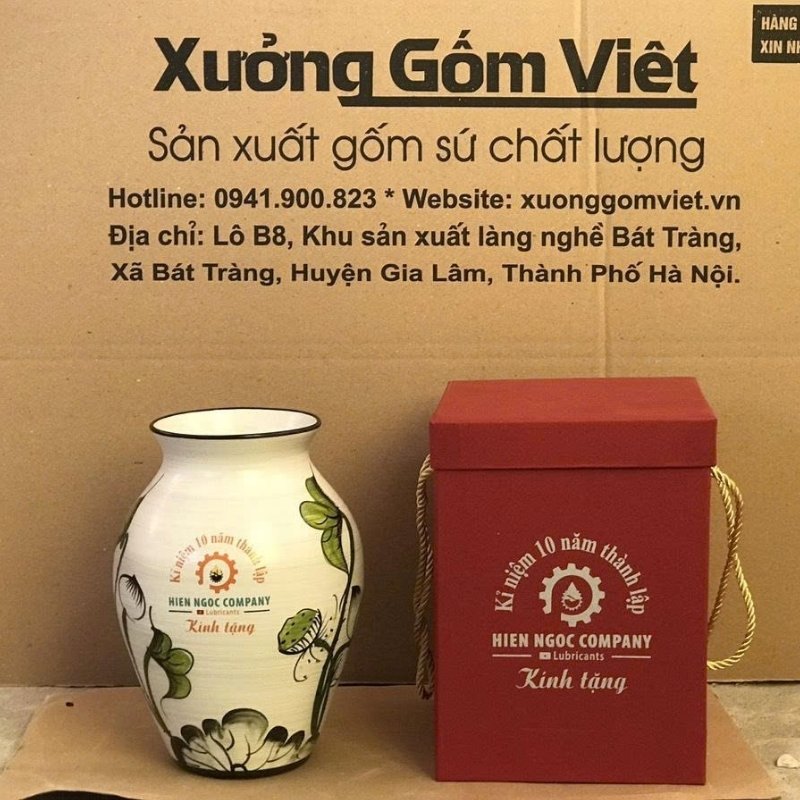 HÀNG
XIN NH
Xưởng Gốm Việt
Sản xuất gốm sứ chất lượng
Hotline: 0941.900.823 * Website: xuonggomviet.vn
Địa chỉ: Lô B8, Khu sản xuất làng nghề Bát Tràng,
Xã Bát Tràng, Huyện Gia Lâm, Thành Phố Hà Nội.
Kỉ niệm 10 năm thành lập
HIEN NGOC COMPANY
Lubricants
Kính tặng
Kỉ niệm 10 năm thành lập
HIEN NGOC COMPANY
Lubricants
Kính tặng